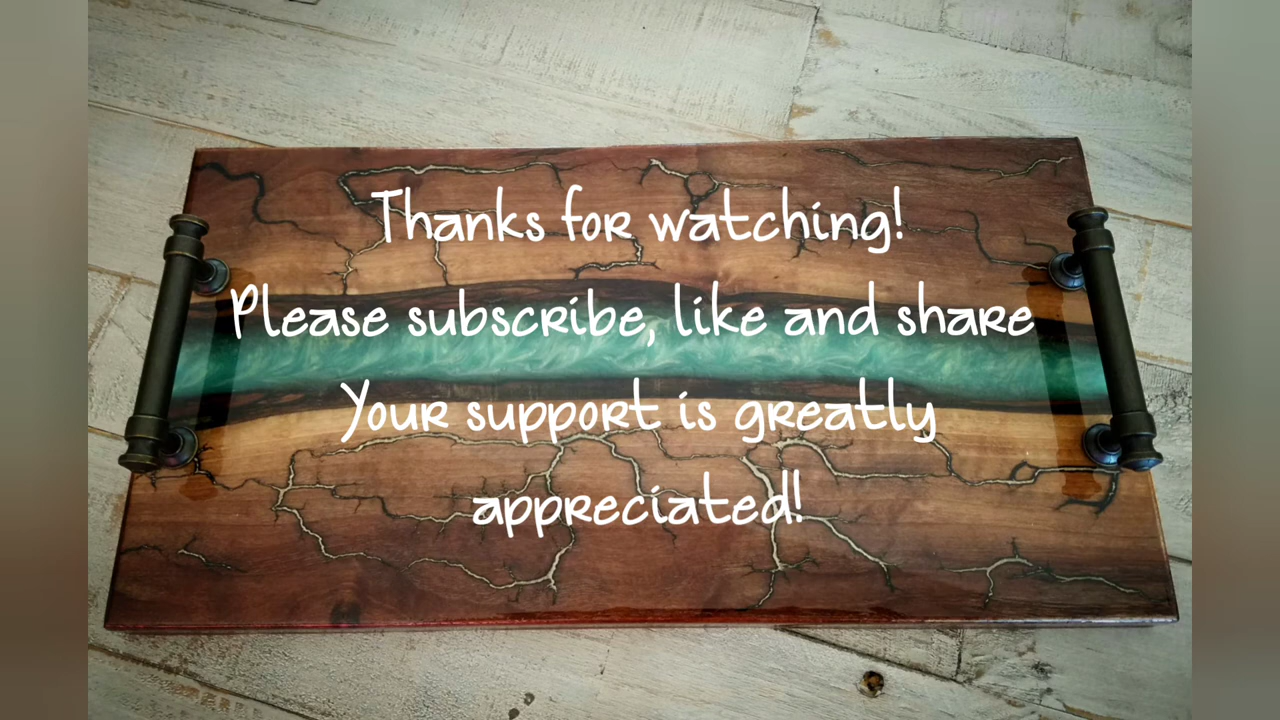 Thanks for watching!
Please subscribe, like and share
Your support is greatly
appreciated!